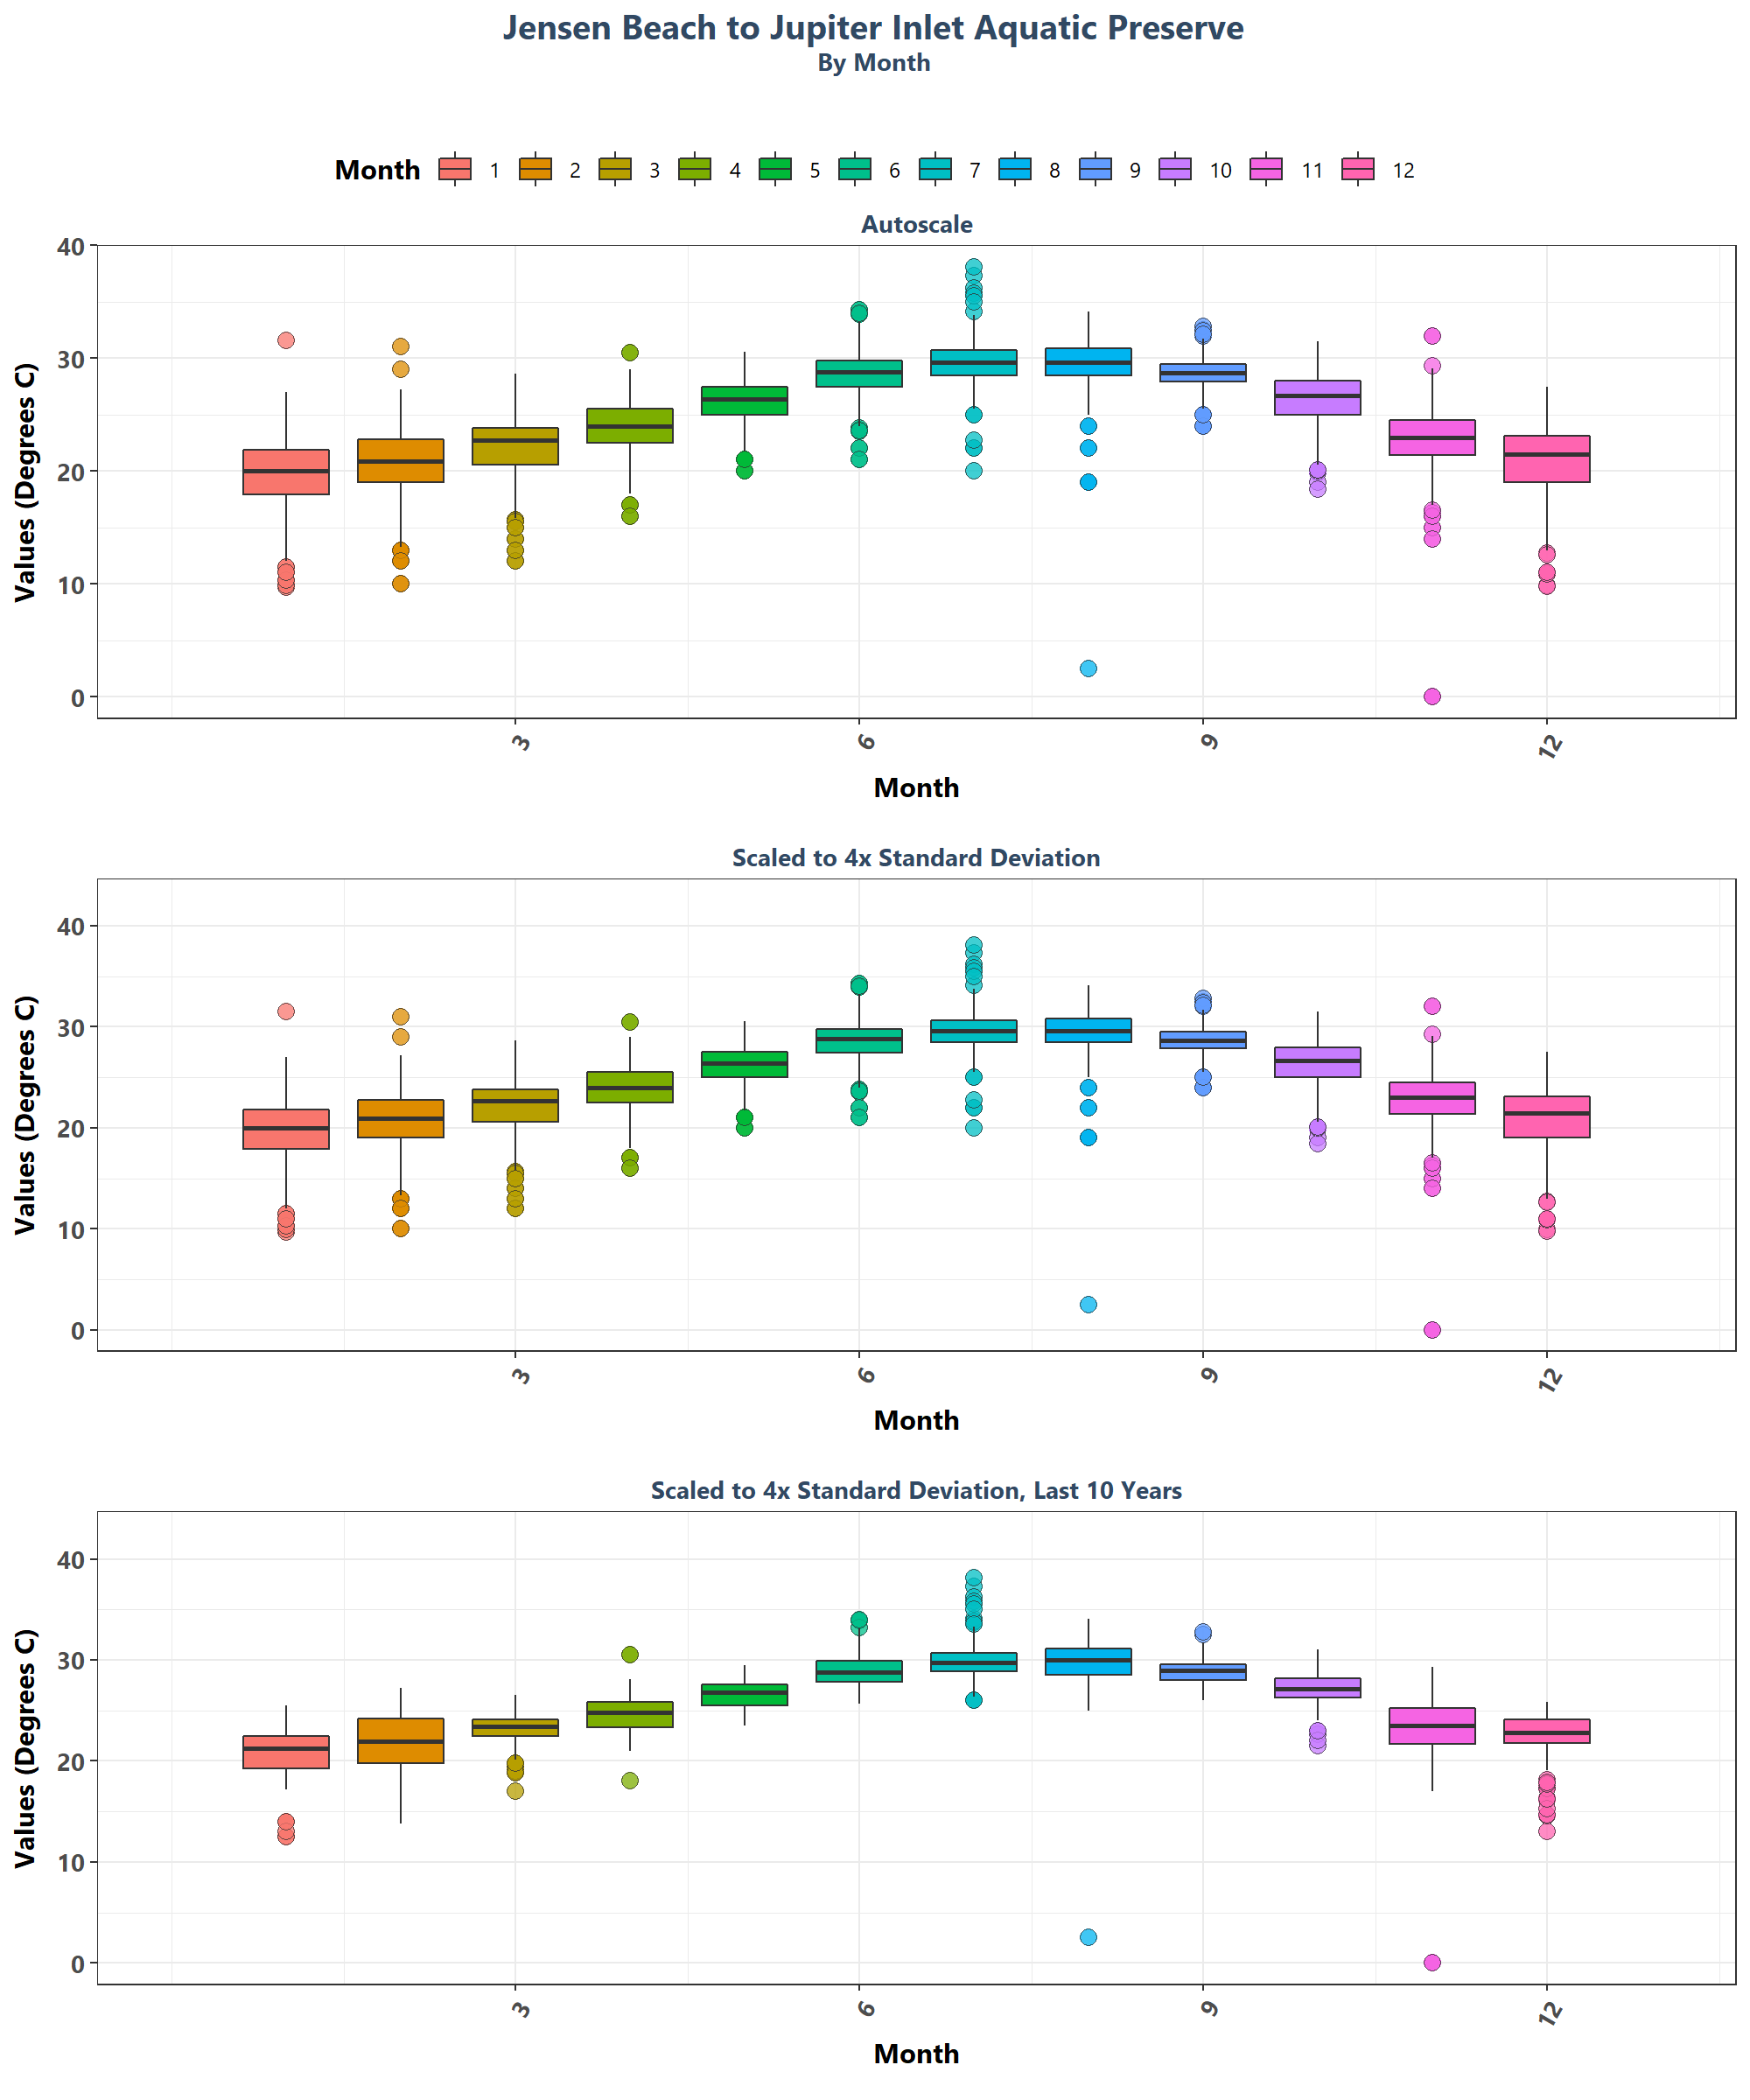 Jensen Beach to Jupiter Inlet Aquatic Preserve
By Month
Month 1 2 3 4 5 6 7 8 9 10 11 12
Autoscale
Values (Degrees C)
40
30
20
10
0
3 6 9 12
Month
Scaled to 4x Standard Deviation
Values (Degrees C)
40
30
20
10
0
3 6 9 12
Month
Scaled to 4x Standard Deviation, Last 10 Years
Values (Degrees C)
40
30
20
10
0
3 6 9 12
Month